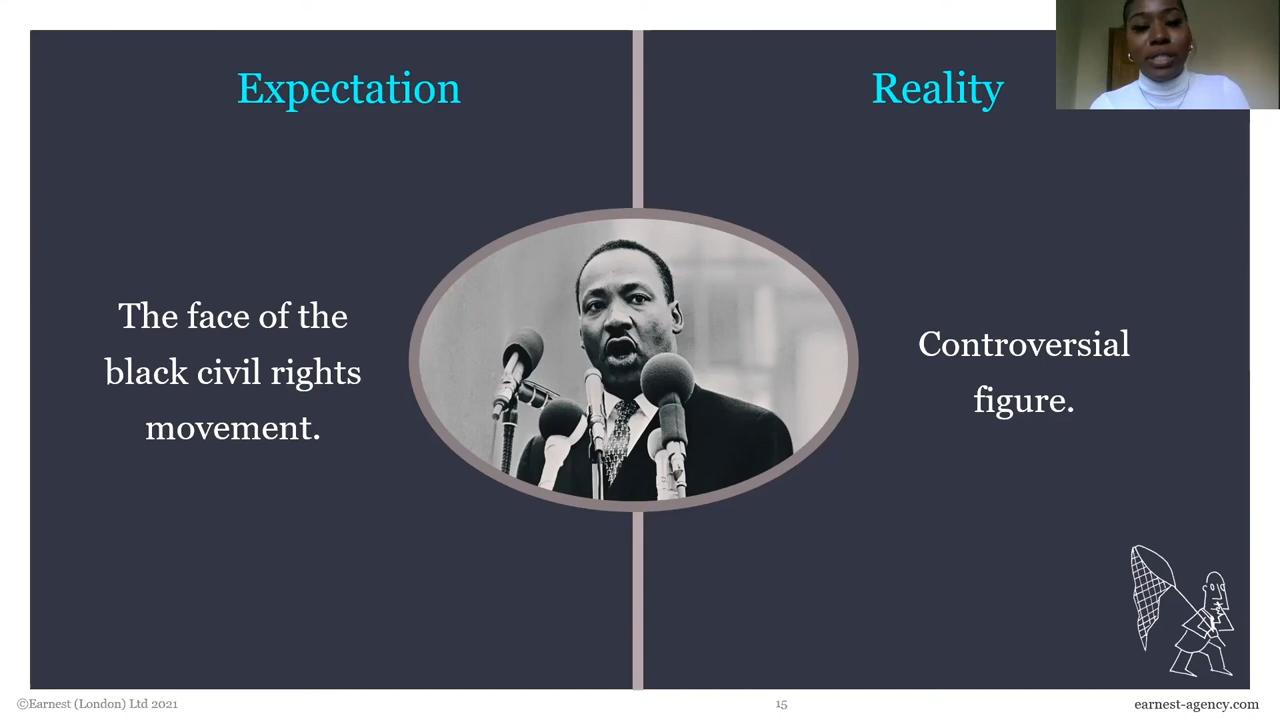 Expectation
Reality
The face of the
black civil rights
movement.
Controversial
figure.
©Earnest (London) Ltd 2021
15
earnest-agency.com